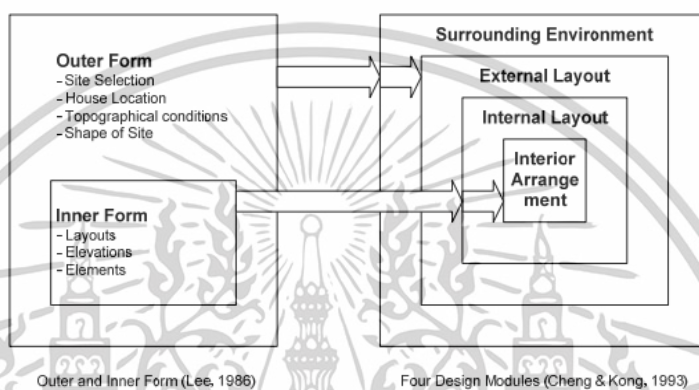 Outer Form
- Site Selection
- House Location
- Topographical conditions
- Shape of Site
Inner Form
- Layouts
- Elevations
- Elements
Surrounding Environment
External Layout
Internal Layout
Interior
Arrange
ment
Outer and Inner Form (Lee, 1986)
Four Design Modules (Cheng & Kong, 1993)